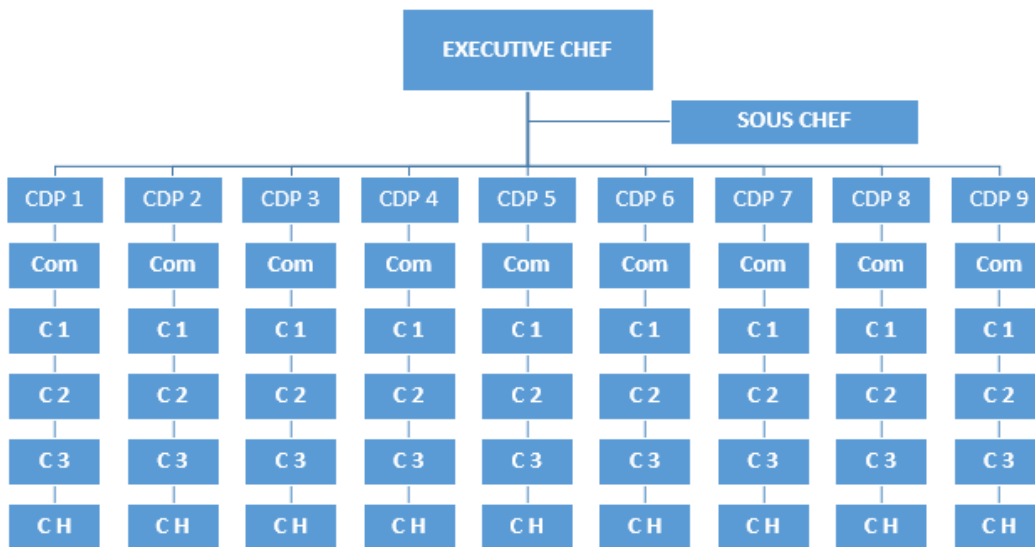 EXECUTIVE CHEF
SOUS CHEF
CDP 1 CDP 2 CDP 3 CDP 4 CDP 5 CDP 6 CDP 7 CDP 8 CDP 9
Com Com Com Com Com Com Com Com Com
C 1 C 1 C 1 C 1 C 1 C 1 C 1 C 1 C 1
C 2 C 2 C 2 C 2 C 2 C 2 C 2 C 2 C 2
C 3 C 3 C 3 C 3 C 3 C 3 C 3 C 3 C 3
C H C H C H C H C H C H C H C H C H